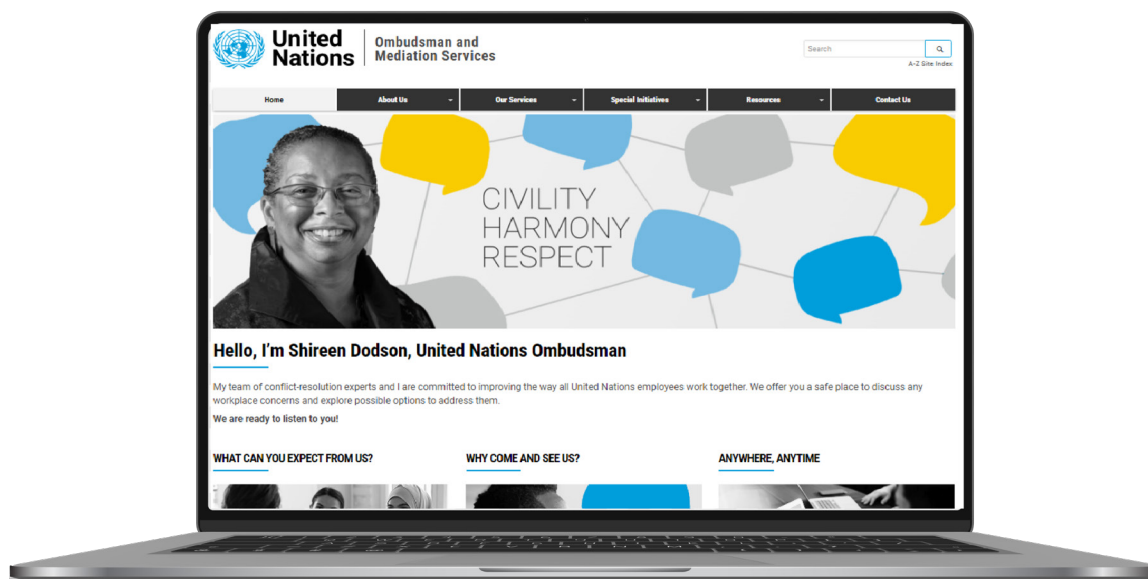 United
Nations
Ombudsman and
Mediation Services
Search
A-Z Site Index
Home
About Us
Our Services
Special Initiatives
Resources
Contact Us
CIVILITY
HARMONY
RESPECT
Hello, I'm Shireen Dodson, United Nations Ombudsman
My team of conflict-resolution experts and I are committed to improving the way all United Nations employees work together. We offer you a safe place to discuss any
workplace concerns and explore possible options to address them.
We are ready to listen to you!
WHAT CAN YOU EXPECT FROM US?
WHY COME AND SEE US?
ANYWHERE, ANYTIME